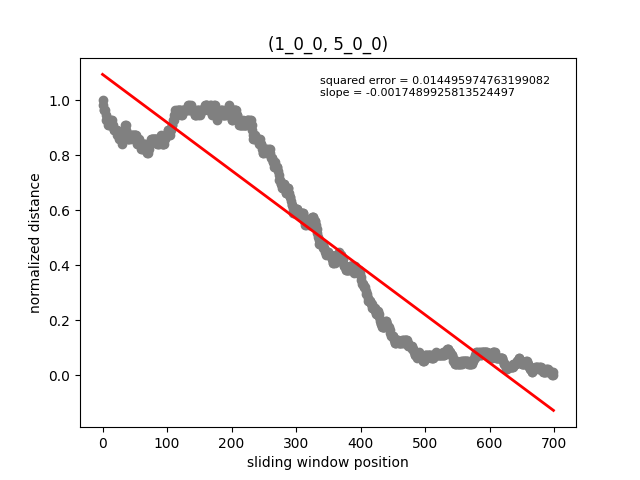 (1_0_0, 5_0_0)
squared error = 0.014495974763199082
slope = -0.0017489925813524497
normalized distance
1.0
0.8
0.6
0.4
0.2
0.0
0 100 200 300 400 500 600 700
sliding window position